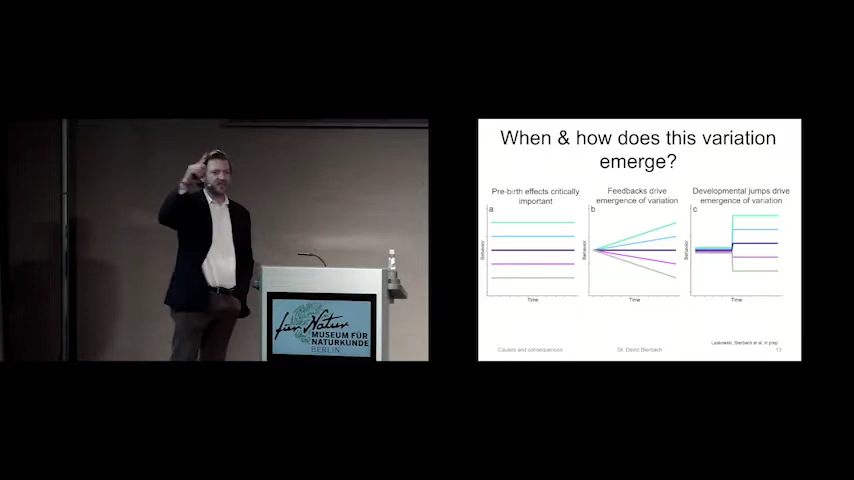 für Natur
MUSEUM FÜR
NATURKUNDE
BERLIN
When & how does this variation
emerge?
Pre-birth effects critically
important
a
Behavior
Time
Feedbacks drive
emergence of variation
b
Behavior
Time
Developmental jumps drive
emergence of variation
c
Behavior
Time
Laskowski, Bierbach et al. in prep
Causes and consequences
Dr. David Bierbach